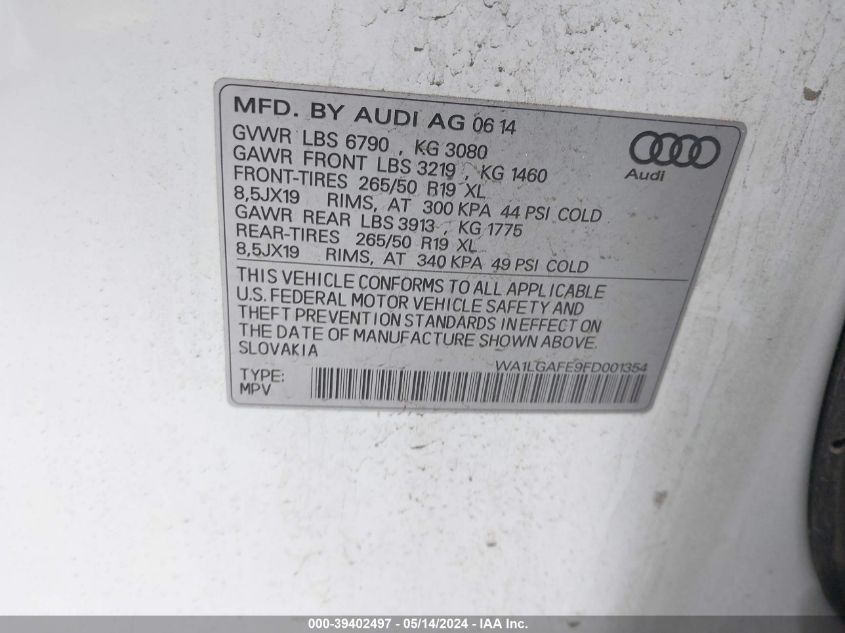 MFD. BY AUDI AG 06 14
GVWR LBS 6790 , KG 3080
GAWR FRONT LBS 3219 , KG 1460
FRONT-TIRES 265/50 R19 XL
8,5JX19 RIMS, AT 300 KPA 44 PSI COLD
GAWR REAR LBS 3913 , KG 1775
REAR-TIRES 265/50 R19 XL
8,5JX19 RIMS, AT 340 KPA 49 PSI COLD
Audi
THIS VEHICLE CONFORMS TO ALL APPLICABLE
U.S. FEDERAL MOTOR VEHICLE SAFETY AND
THEFT PREVENTION STANDARDS IN EFFECT ON
THE DATE OF MANUFACTURE SHOWN ABOVE.
SLOVAKIA
WA1LGAFE9FD001354
TYPE:
MPV
000-39402497 - 05/14/2024 - IAA Inc.